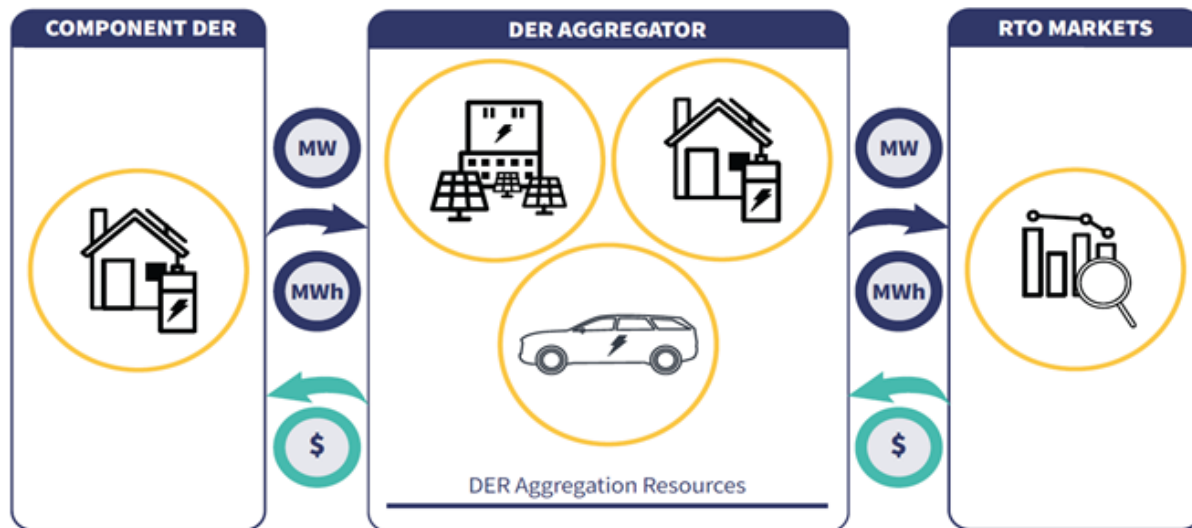 COMPONENT DER
DER AGGREGATOR
RTO MARKETS
MW
MWh
$
MW
MWh
$
DER Aggregation Resources